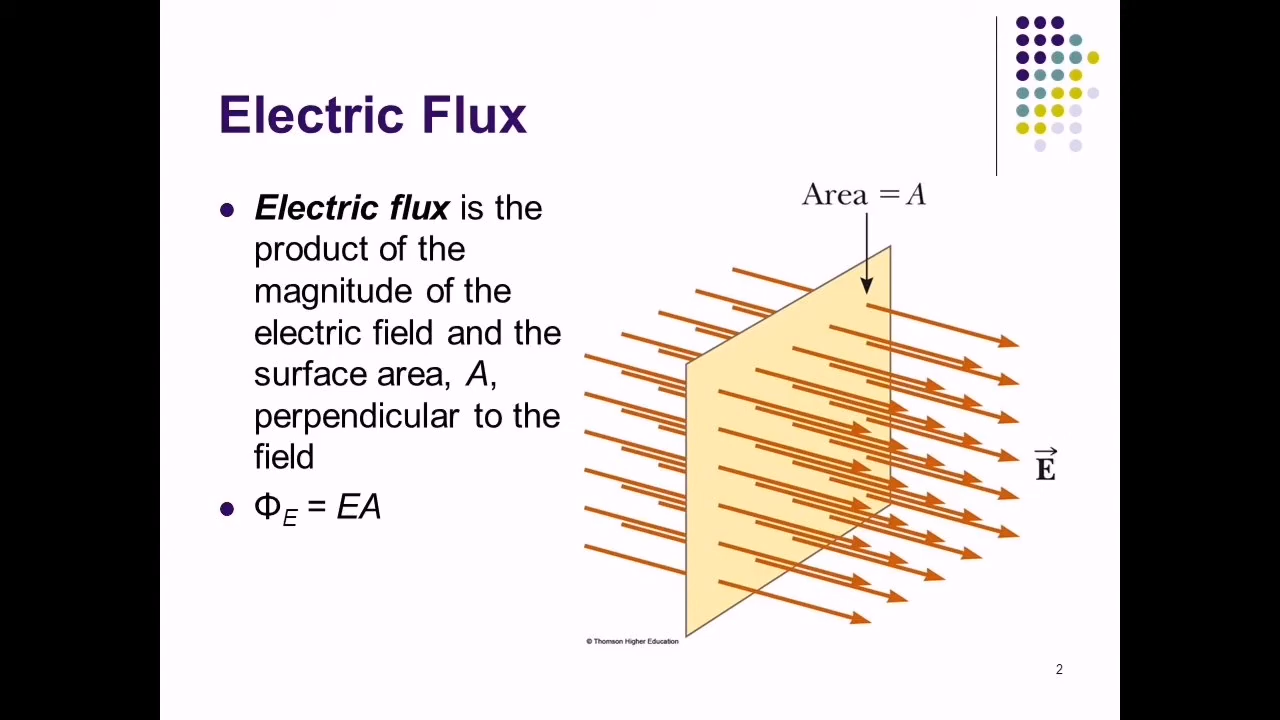 Electric Flux
Electric flux is the
product of the
magnitude of the
electric field and the
surface area, A,
perpendicular to the
field
Φ_E = EA
Area = A
E⃗
© Thomson Higher Education
2